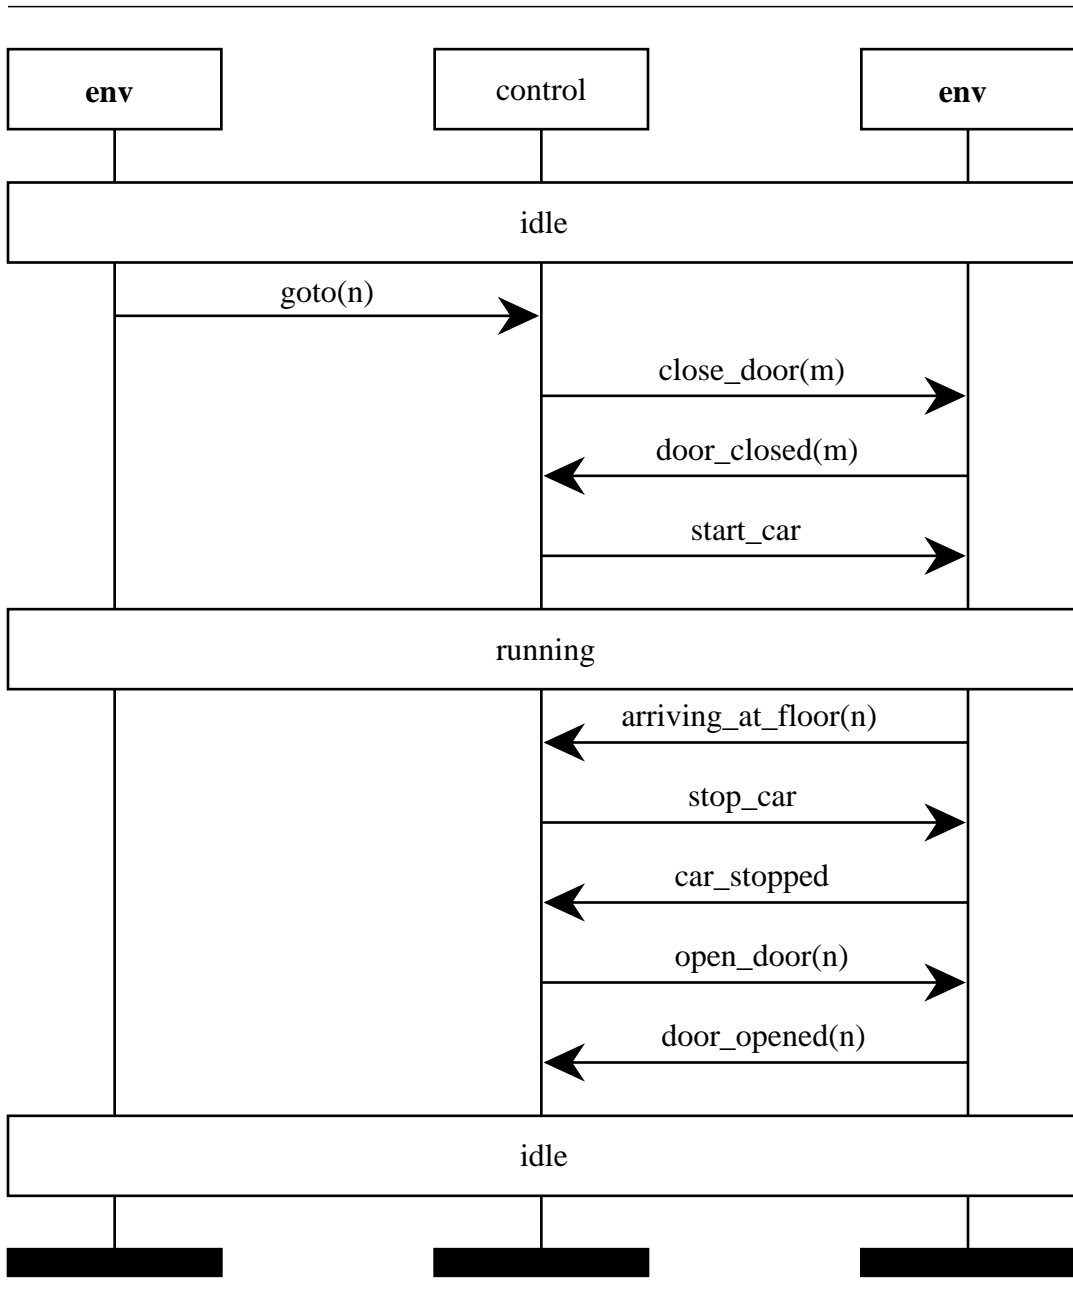 env
control
env
idle
goto(n)
close_door(m)
door_closed(m)
start_car
running
arriving_at_floor(n)
stop_car
car_stopped
open_door(n)
door_opened(n)
idle